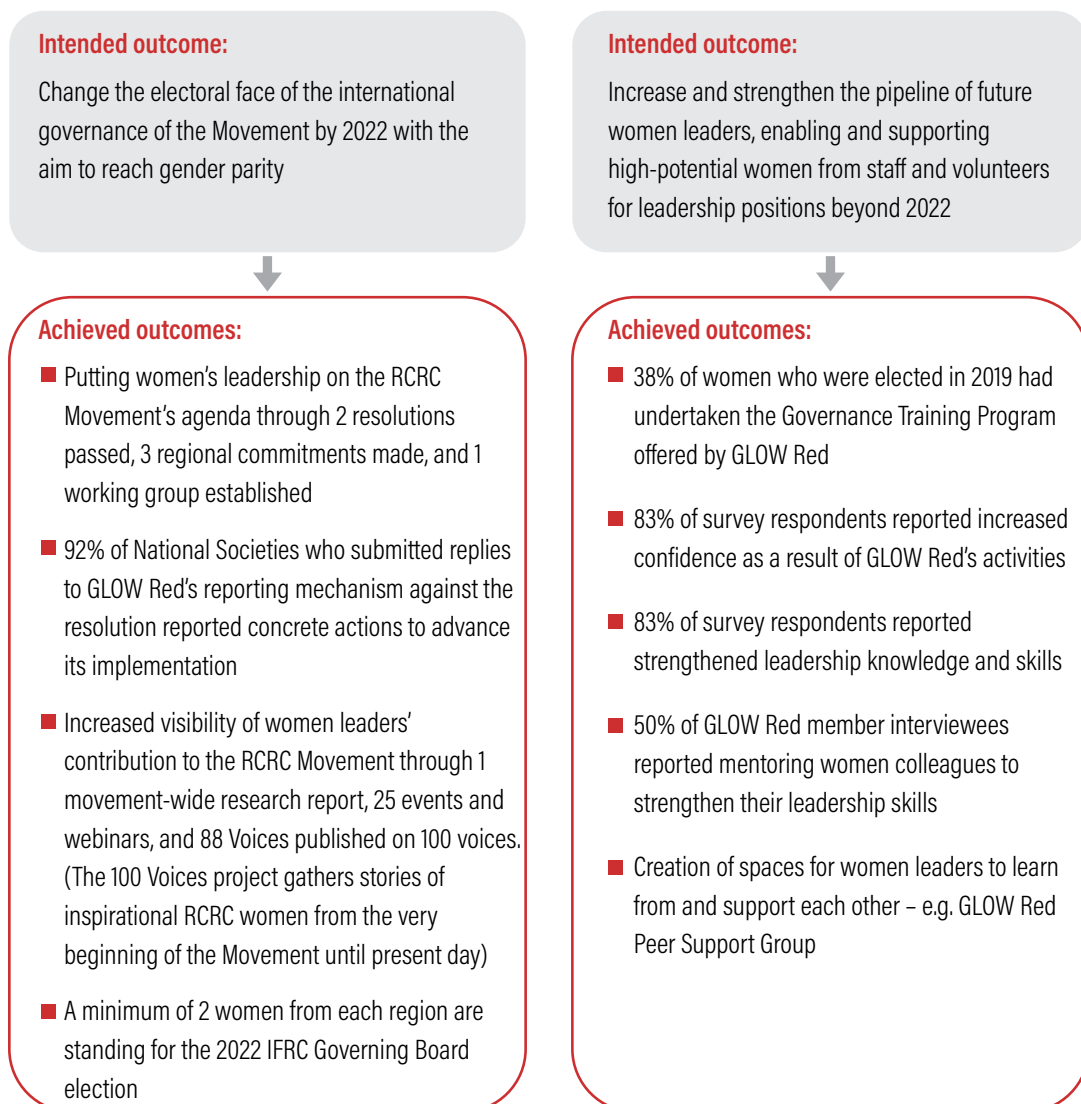 Intended outcome:
Change the electoral face of the international
governance of the Movement by 2022 with the
aim to reach gender parity
Achieved outcomes:
Putting women's leadership on the RCRC
Movement's agenda through 2 resolutions
passed, 3 regional commitments made, and 1
working group established
92% of National Societies who submitted replies
to GLOW Red's reporting mechanism against the
resolution reported concrete actions to advance
its implementation
Increased visibility of women leaders'
contribution to the RCRC Movement through 1
movement-wide research report, 25 events and
webinars, and 88 Voices published on 100 voices.
(The 100 Voices project gathers stories of
inspirational RCRC women from the very
beginning of the Movement until present day)
A minimum of 2 women from each region are
standing for the 2022 IFRC Governing Board
election
Intended outcome:
Increase and strengthen the pipeline of future
women leaders, enabling and supporting
high-potential women from staff and volunteers
for leadership positions beyond 2022
Achieved outcomes:
38% of women who were elected in 2019 had
undertaken the Governance Training Program
offered by GLOW Red
83% of survey respondents reported increased
confidence as a result of GLOW Red's activities
83% of survey respondents reported
strengthened leadership knowledge and skills
50% of GLOW Red member interviewees
reported mentoring women colleagues to
strengthen their leadership skills
Creation of spaces for women leaders to learn
from and support each other – e.g. GLOW Red
Peer Support Group